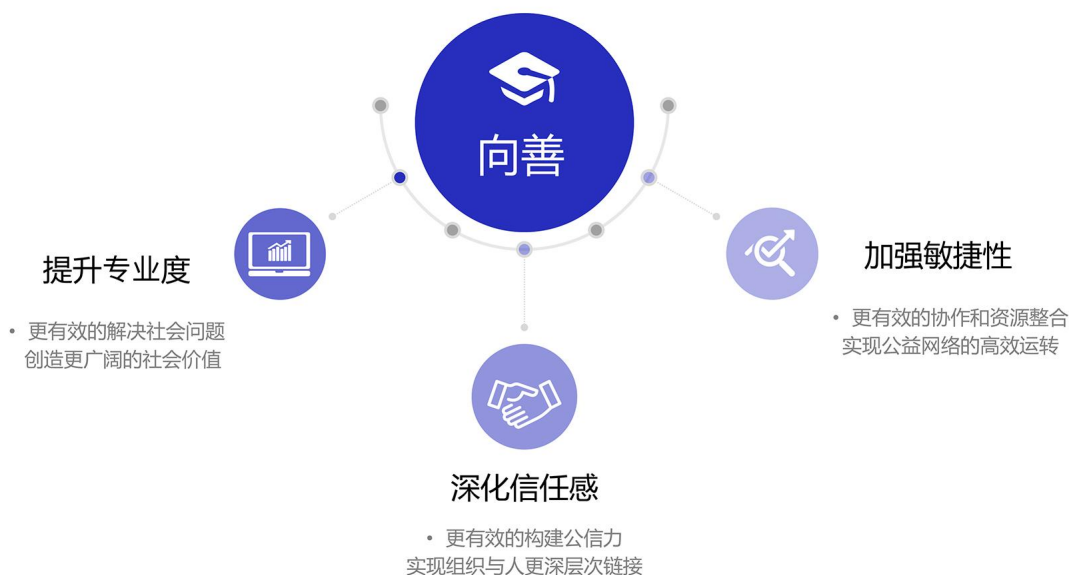 向善
提升专业度
• 更有效的解决社会问题
创造更广阔的社会价值
深化信任感
• 更有效的构建公信力
实现组织与人更深层次链接
加强敏捷性
• 更有效的协作和资源整合
实现公益网络的高效运转